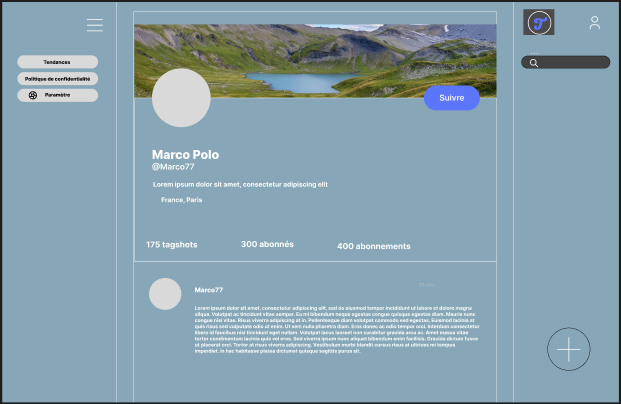 Tendances
Politique de confidentialité
Paramètre
T
Suivre
Marco Polo
@Marco77
Lorem ipsum dolor sit amet, consectetur adipiscing elit
France, Paris
175 tagshots
300 abonnés
400 abonnements
Marco77
Lorem ipsum dolor sit amet, consectetur adipiscing elit, sed do eiusmod tempor incididunt ut labore et dolore magna
aliqua. Volutpat ac tincidunt vitae semper. Eu mi bibendum neque egestas congue quisque egestas diam. Mi tempus
congue nisl vitae. Risus viverra adipiscing at in. Pellentesque diam volutpat commodo sed egestas. Euismod lacinia at
quis risus sed vulputate odio ut enim. Ut sem nulla pharetra diam. Eros donec ac odio tempor orci. Interdum consectetur
libero id faucibus nisl tincidunt eget nullam. Volutpat lacus laoreet non curabitur gravida arcu ac. Amet massa vitae
tortor condimentum lacinia quis vel eros. Sed viverra ipsum nunc aliquet bibendum enim facilisis. Gravida dictum fusce
ut placerat orci. Tortor at risus viverra adipiscing. Vestibulum morbi blandit cursus risus at ultrices mi tempus
imperdiet. In hac habitasse platea dictumst quisque sagittis purus sit.